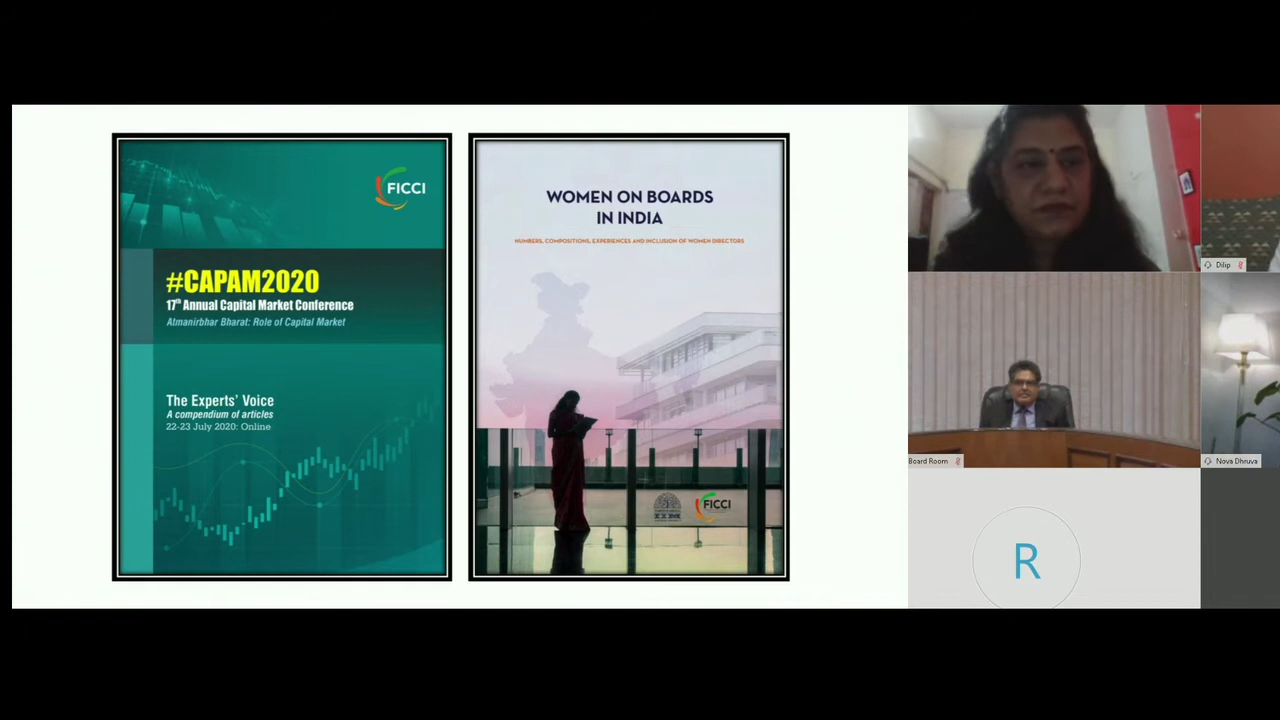 FICCI
#CAPAM2020
17th Annual Capital Market Conference
Atmanirbhar Bharat: Role of Capital Market
The Experts' Voice
A compendium of articles
22-23 July 2020: Online
WOMEN ON BOARDS
IN INDIA
NUMBERS, COMPOSITIONS, EXPERIENCES AND INCLUSION OF WOMEN DIRECTORS
FICCI
Dilip
Board Room
Nova Dhruva
R